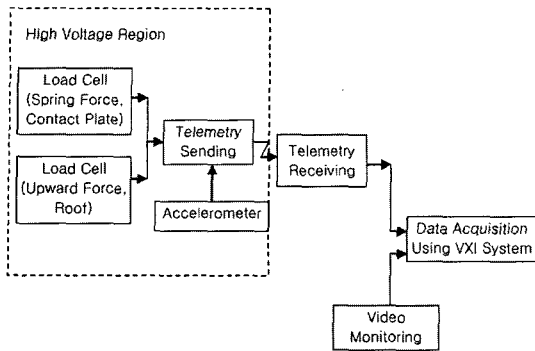 High Voltage Region
Load Cell
(Spring Force,
Contact Plate)
Load Cell
(Upward Force,
Roof)
Telemetry
Sending
Accelerometer
Telemetry
Receiving
Data Acquisition
Using VXI System
Video
Monitoring